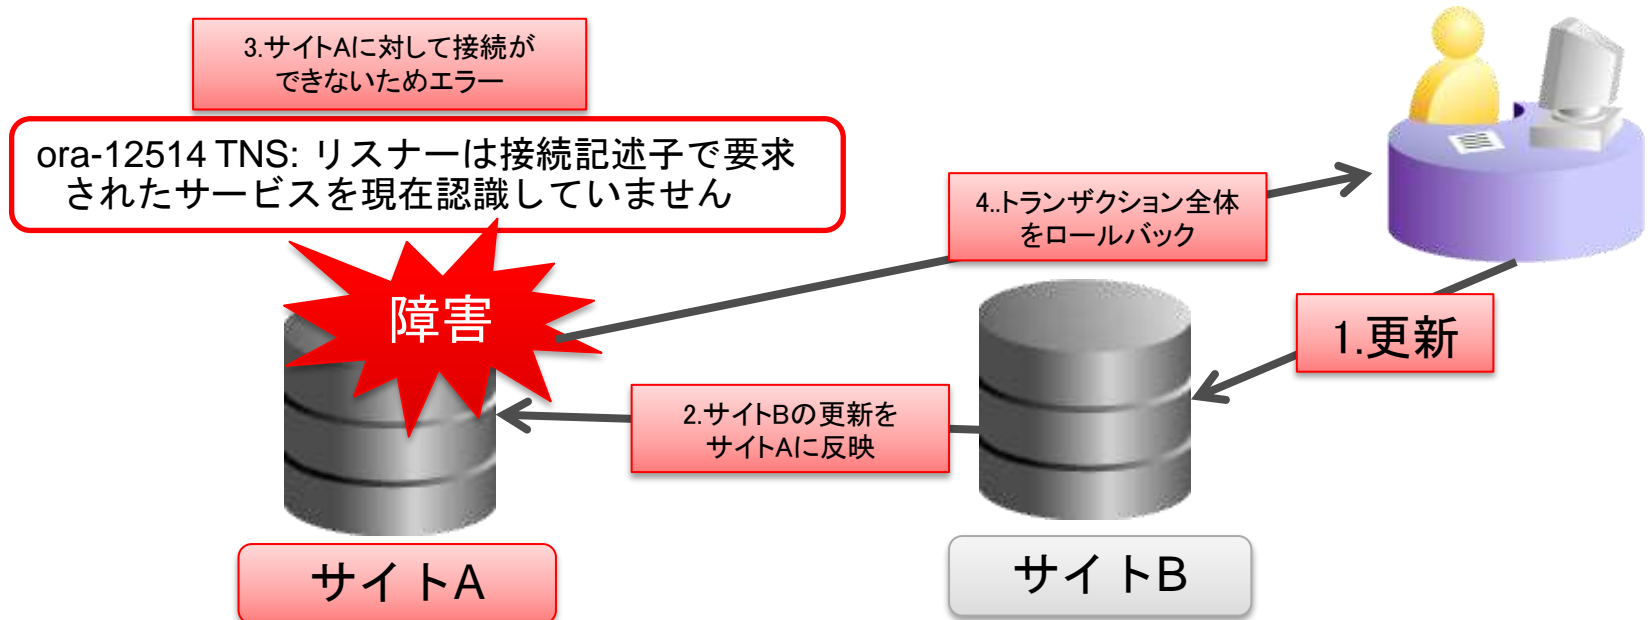 3.サイトAに対して接続が
できないためエラー
ora-12514 TNS: リスナーは接続記述子で要求
されたサービスを現在認識していません
4..トランザクション全体
をロールバック
障害
1.更新
2.サイトBの更新を
サイトAに反映
サイトA
サイトB